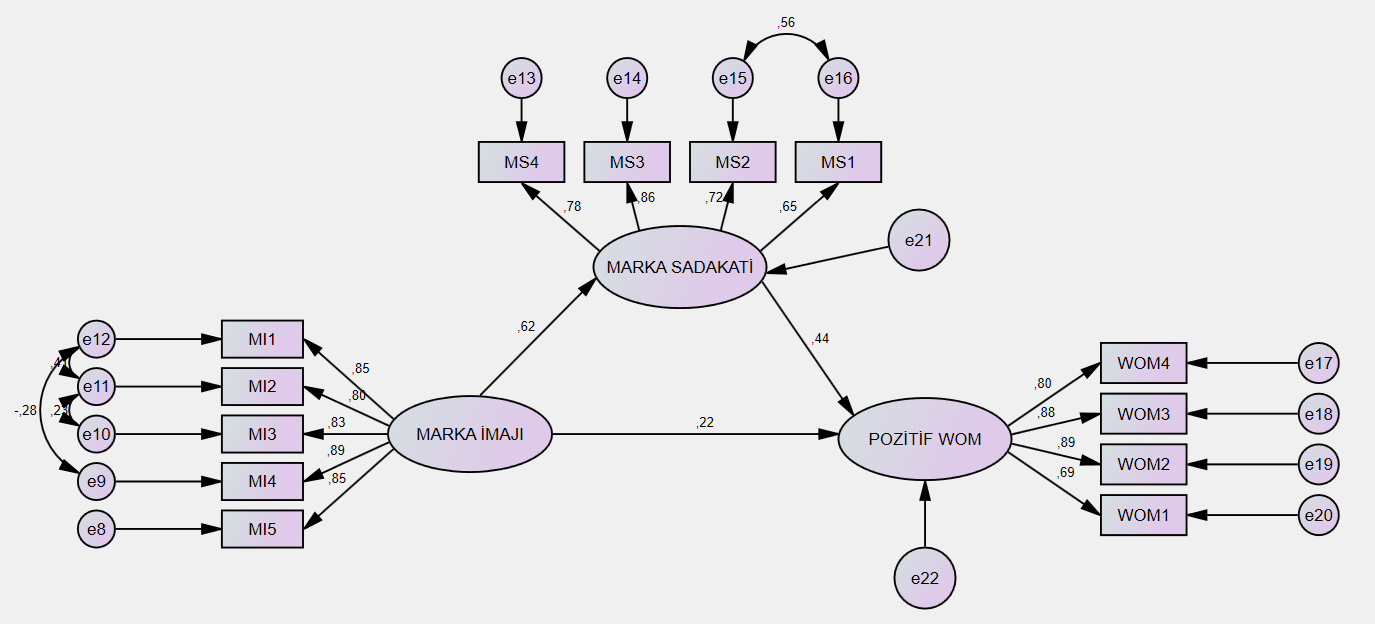 ,56
e13
e14
e15
e16
MS4
MS3
MS2
MS1
,78
,86
,72
,65
e21
MARKA SADAKATİ
,62
,44
e12
MI1
,85
e11
MI2
,80
-,28
e10
MI3
,83
e9
MI4
,89
e8
MI5
,85
MARKA İMAJI
,22
POZİTİF WOM
e22
,80
WOM4
e17
,88
WOM3
e18
,89
WOM2
e19
,69
WOM1
e20